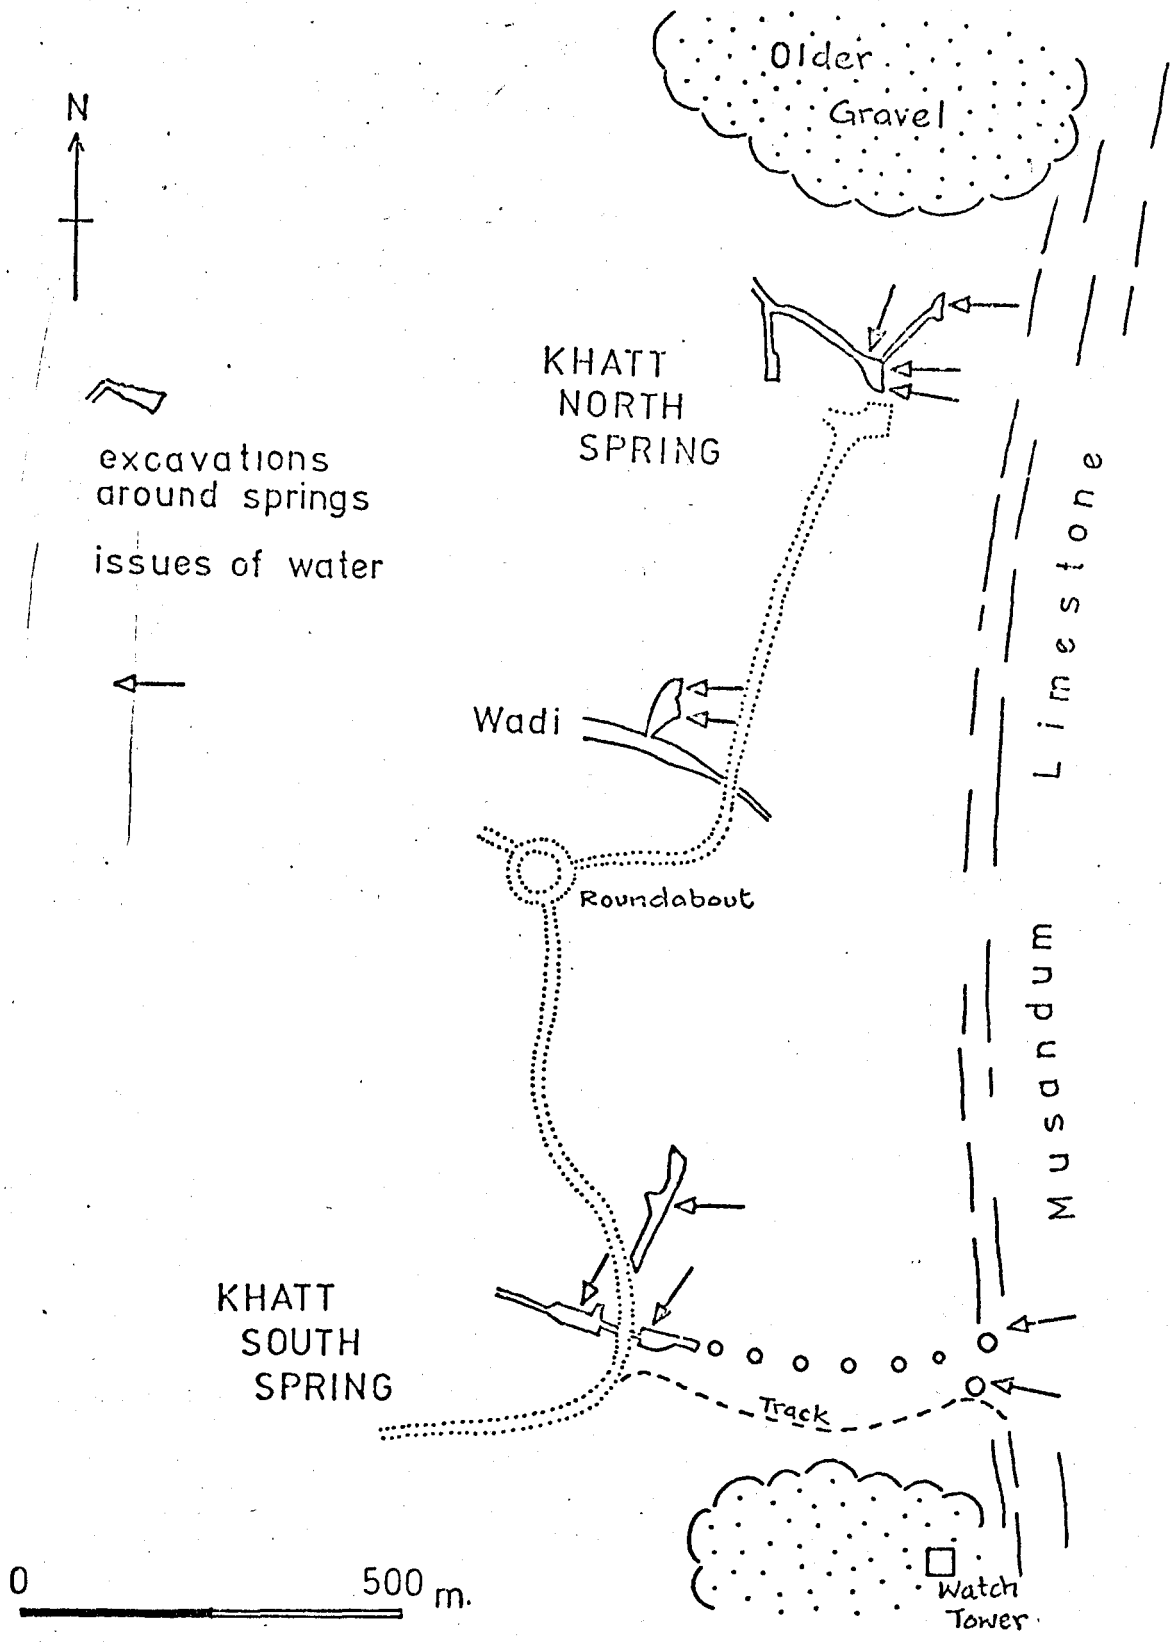 Older
Gravel
N
KHATT
NORTH
SPRING
excavations
around springs
issues of water
Limestone
Wadi
Roundabout
Musandum
KHATT
SOUTH
SPRING
Track
0 500 m.
Watch
Tower.